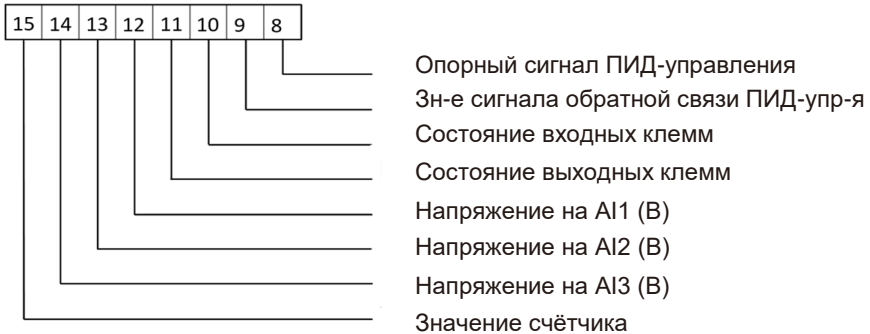 15 14 13 12 11 10 9 8
Опорный сигнал ПИД-управления
Зн-е сигнала обратной связи ПИД-упр-я
Состояние входных клемм
Состояние выходных клемм
Напряжение на AI1 (В)
Напряжение на AI2 (В)
Напряжение на AI3 (В)
Значение счётчика